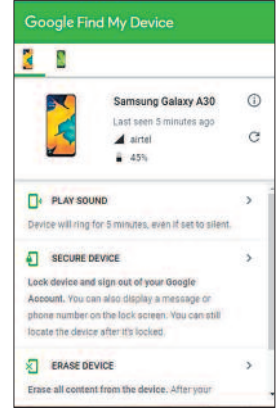 Google Find My Device
Samsung Galaxy A30
Last seen 5 minutes ago
airtel
45%
PLAY SOUND
Device will ring for 5 minutes, even if set to silent.
SECURE DEVICE
Lock device and sign out of your Google
Account. You can also display a message or
phone number on the lock screen. You can still
locate the device after it's locked.
ERASE DEVICE
Erase all content from the device. After your